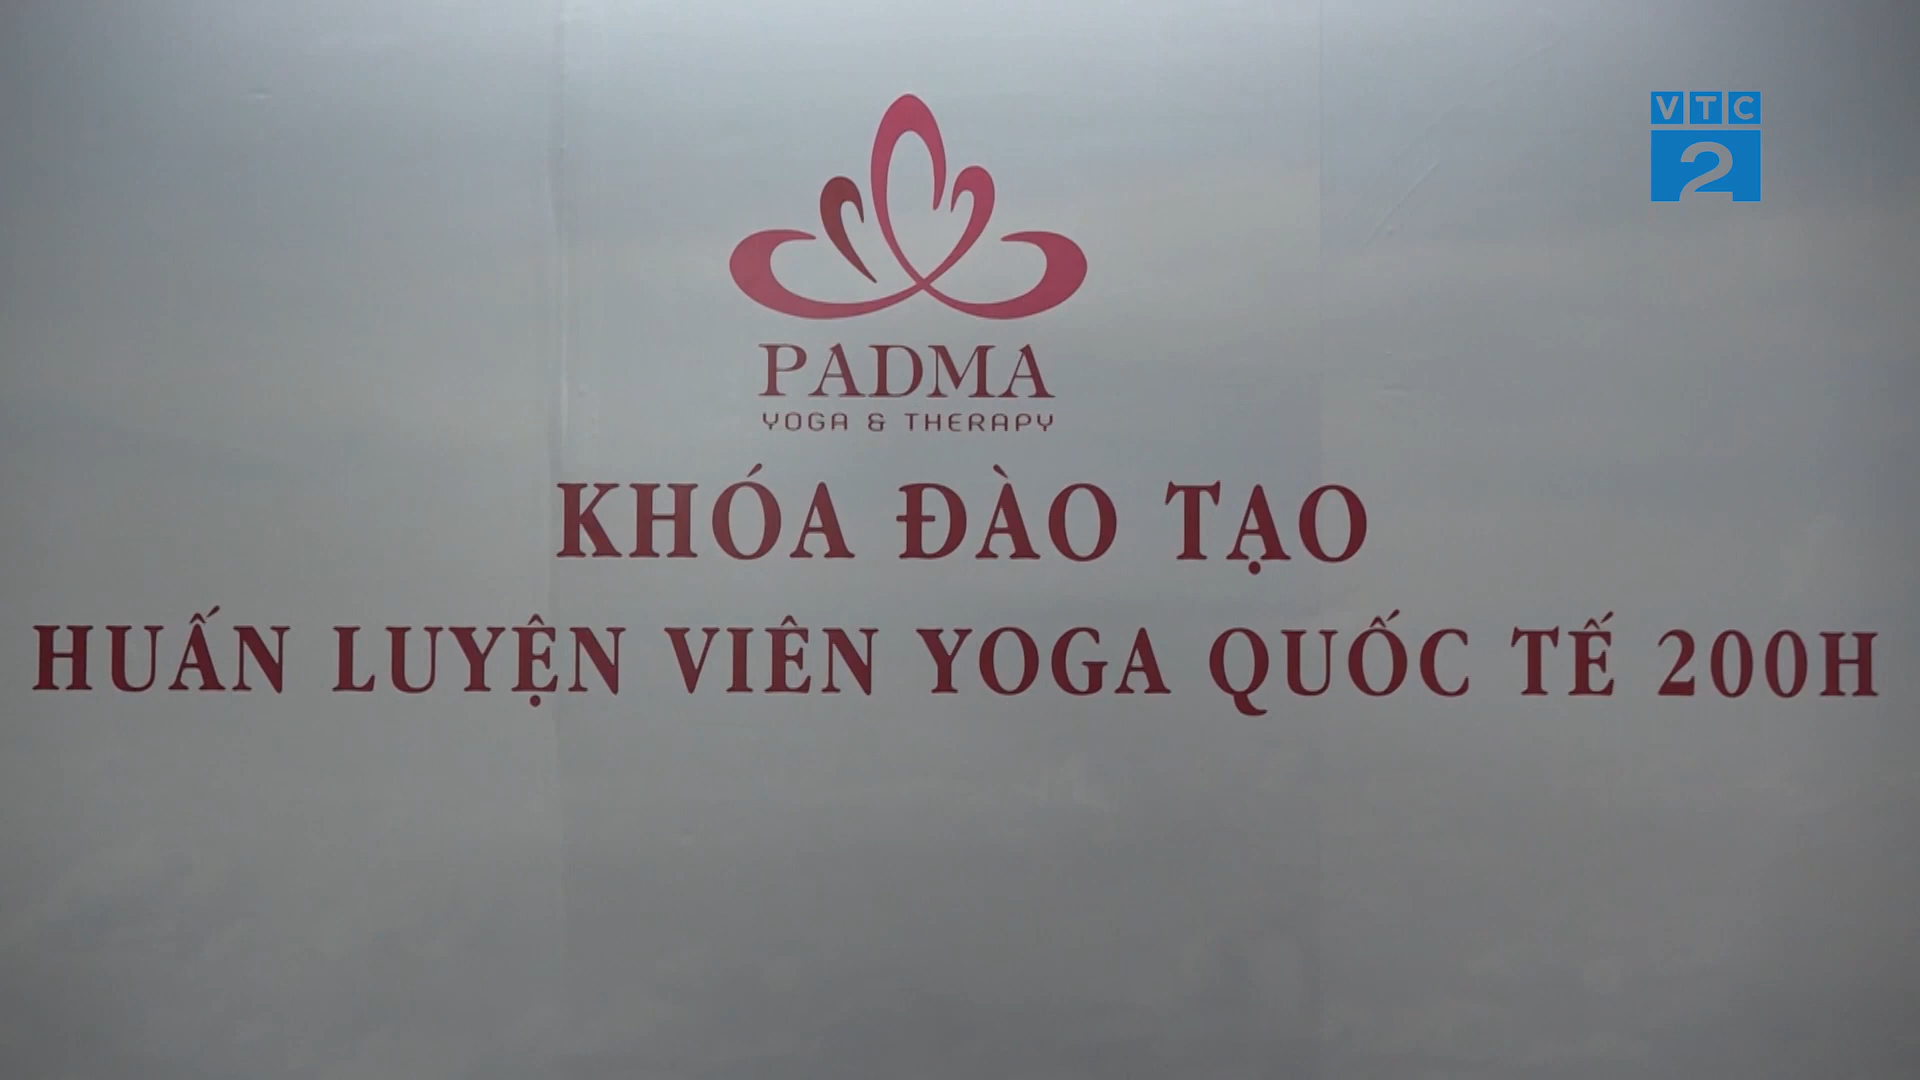 VTC
2
PADMA
YOGA & THERAPY
KHÓA ĐÀO TẠO
HUẤN LUYỆN VIÊN YOGA QUỐC TẾ 200H